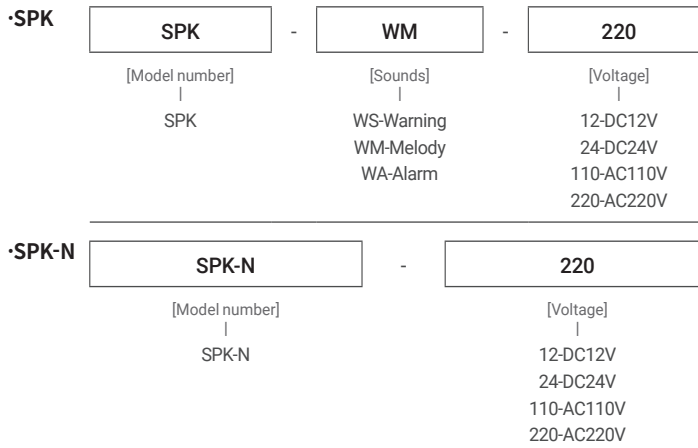 ·SPK
SPK - WM - 220
[Model number] [Sounds] [Voltage]
SPK WS-Warning 12-DC12V
WM-Melody 24-DC24V
WA-Alarm 110-AC110V
220-AC220V
·SPK-N
SPK-N - 220
[Model number] [Voltage]
SPK-N 12-DC12V
24-DC24V
110-AC110V
220-AC220V